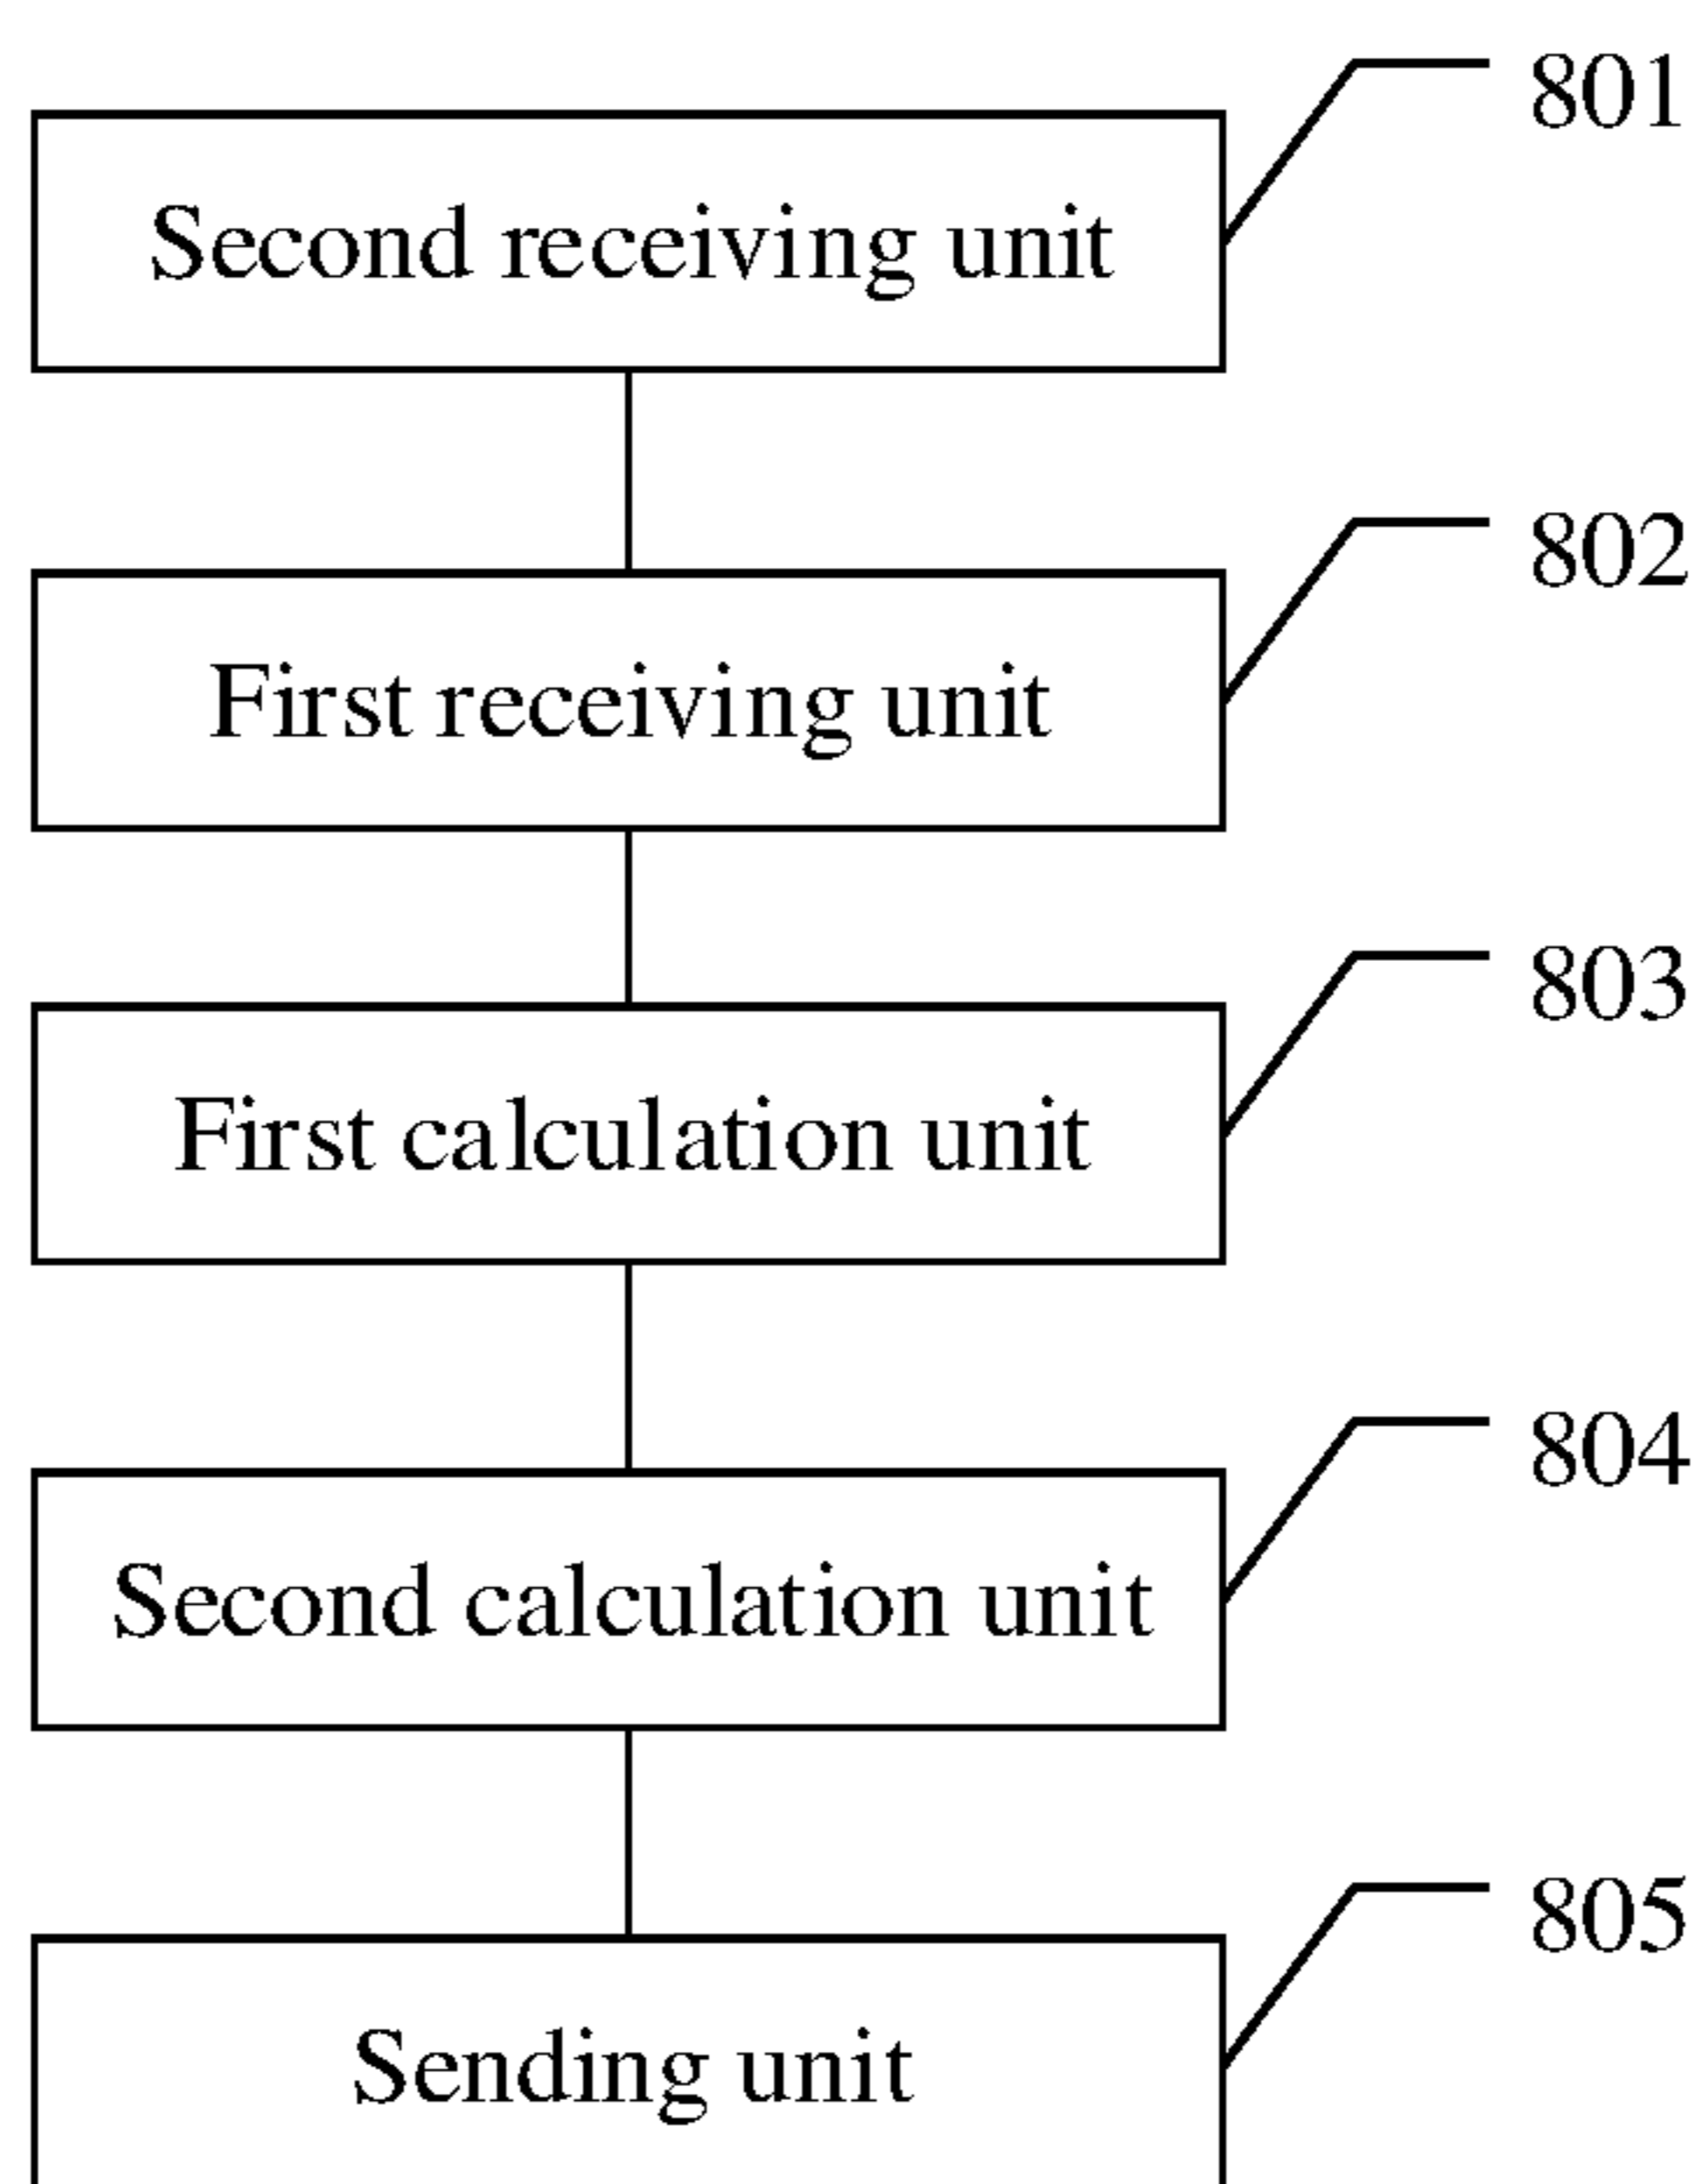 801
Second receiving unit
802
First receiving unit
803
First calculation unit
804
Second calculation unit
805
Sending unit